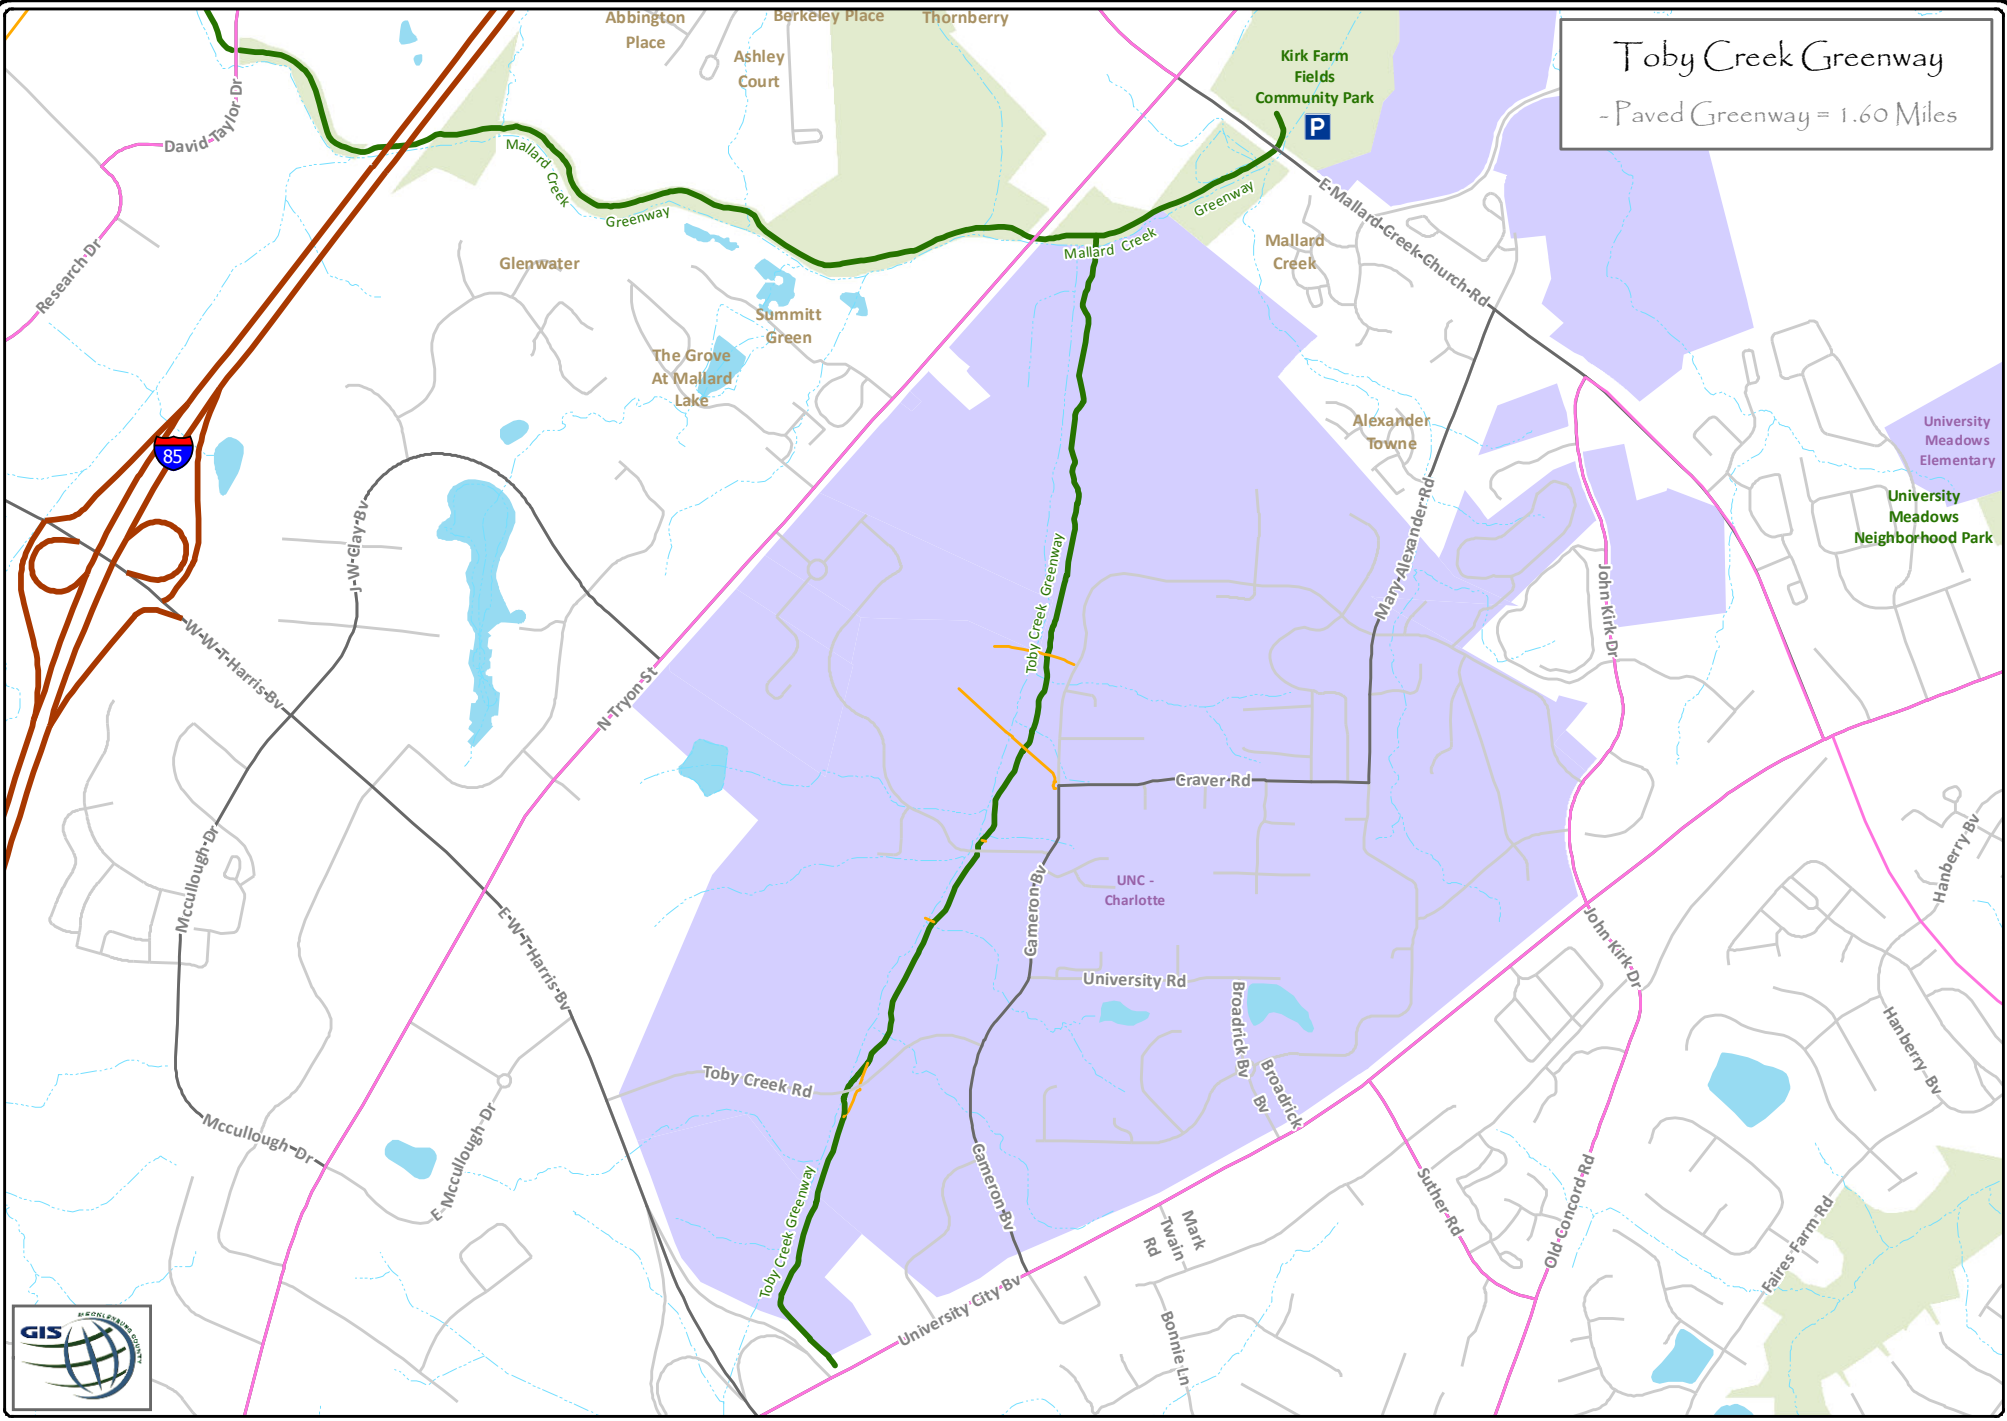 Toby Creek Greenway
- Paved Greenway = 1.60 Miles
Abbington
Place
Berkeley Place
Thornberry
Ashley
Court
Kirk Farm
Fields
Community Park
P
David Taylor Dr
Mallard Creek
Greenway
Mallard Creek
Greenway
E Mallard Creek Church Rd
Research Dr
Glenwater
Mallard
Creek
Summitt
Green
The Grove
At Mallard
Lake
Alexander
Towne
University
Meadows
Elementary
University
Meadows
Neighborhood Park
85
J W Clay Bv
Toby Creek Greenway
Mary Alexander Rd
John Kirk Dr
W W T Harris Bv
N Tryon St
Craver Rd
Mccullough Dr
Cameron Bv
UNC -
Charlotte
Hanberry Bv
E W T Harris Bv
John Kirk Dr
University Rd
Broadrick Bv
Hanberry Bv
Toby Creek Rd
Broadrick
Bv
Mccullough Dr
E Mccullough Dr
Toby Creek Greenway
Cameron Bv
Mark
Twain
Rd
Suther Rd
Old Concord Rd
Faires Farm Rd
University City Bv
Bonnie Ln
MECKLENBURG COUNTY
GIS